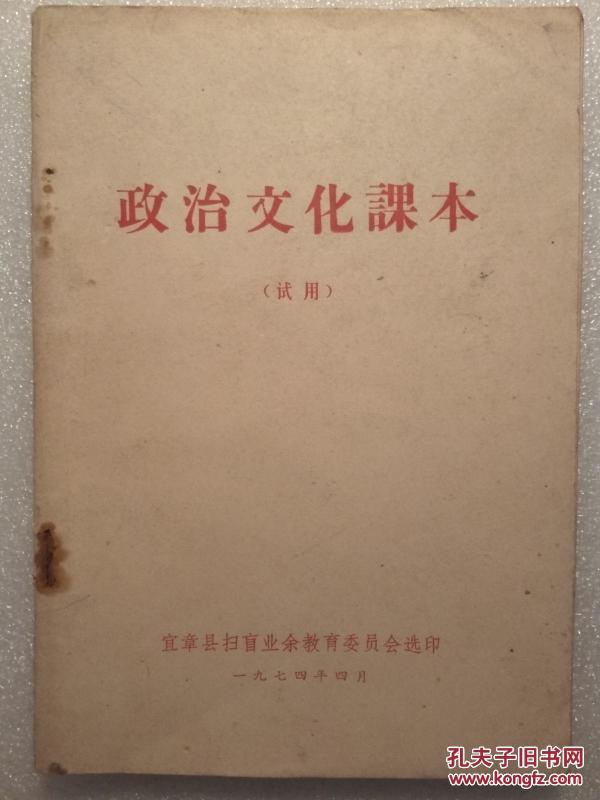 政治文化課本
（试用）
宜章县扫盲业余教育委员会选印
一九七四年四月
孔夫子旧书网
www.kongfz.com